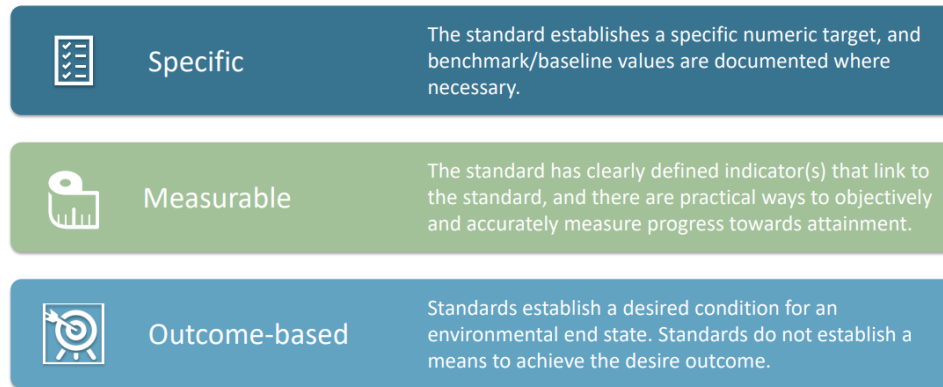 Specific
The standard establishes a specific numeric target, and
benchmark/baseline values are documented where
necessary.
Measurable
The standard has clearly defined indicator(s) that link to
the standard, and there are practical ways to objectively
and accurately measure progress towards attainment.
Outcome-based
Standards establish a desired condition for an
environmental end state. Standards do not establish a
means to achieve the desire outcome.